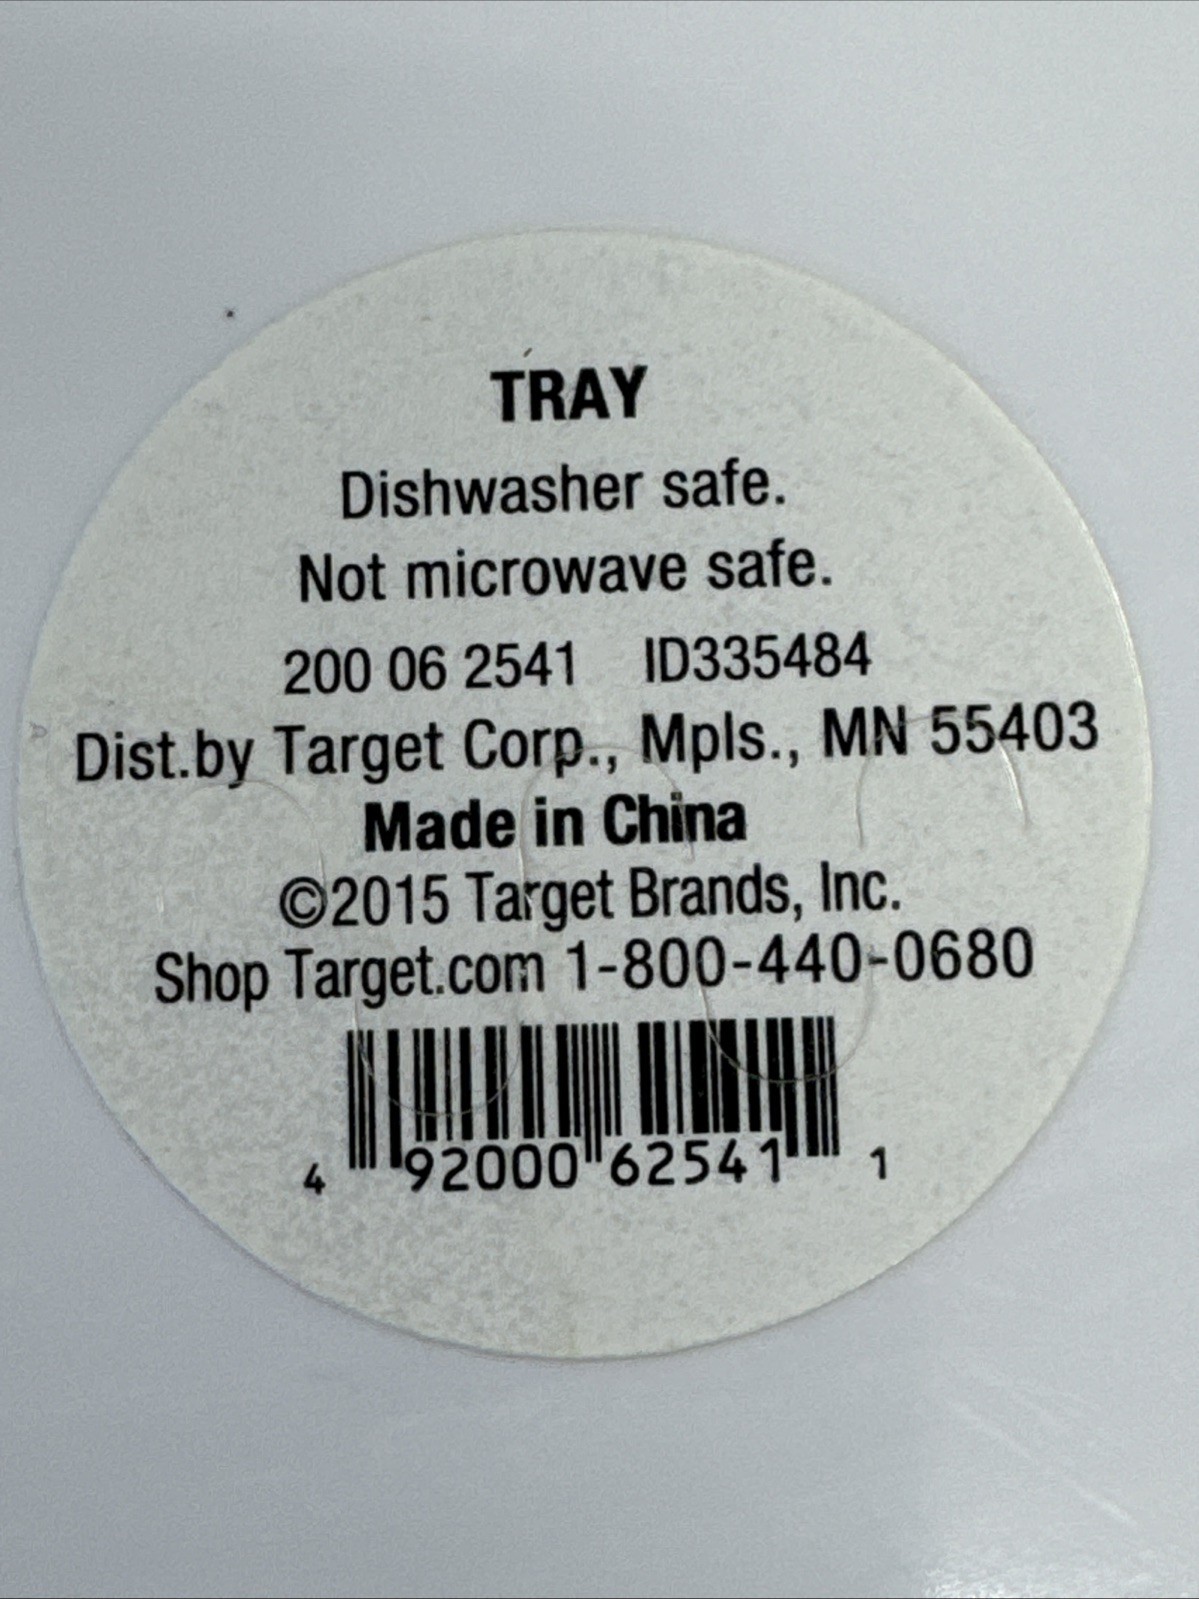 TRAY
Dishwasher safe.
Not microwave safe.
200 06 2541 ID335484
Dist.by Target Corp., Mpls., MN 55403
Made in China
©2015 Target Brands, Inc.
Shop Target.com 1-800-440-0680
4 92000 62541 1